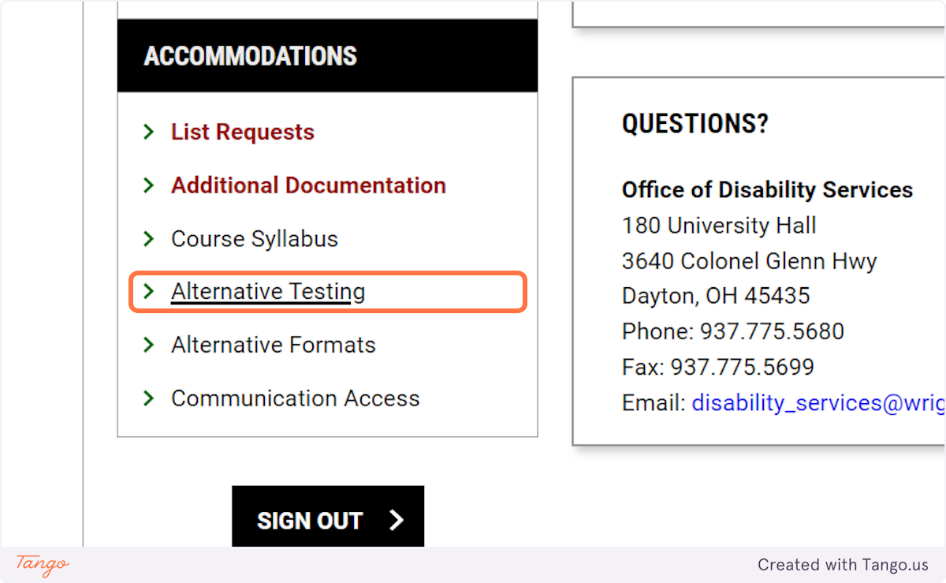 ACCOMMODATIONS
List Requests
Additional Documentation
Course Syllabus
Alternative Testing
Alternative Formats
Communication Access
SIGN OUT
QUESTIONS?
Office of Disability Services
180 University Hall
3640 Colonel Glenn Hwy
Dayton, OH 45435
Phone: 937.775.5680
Fax: 937.775.5699
Email: disability_services@wrig
Tango
Created with Tango.us